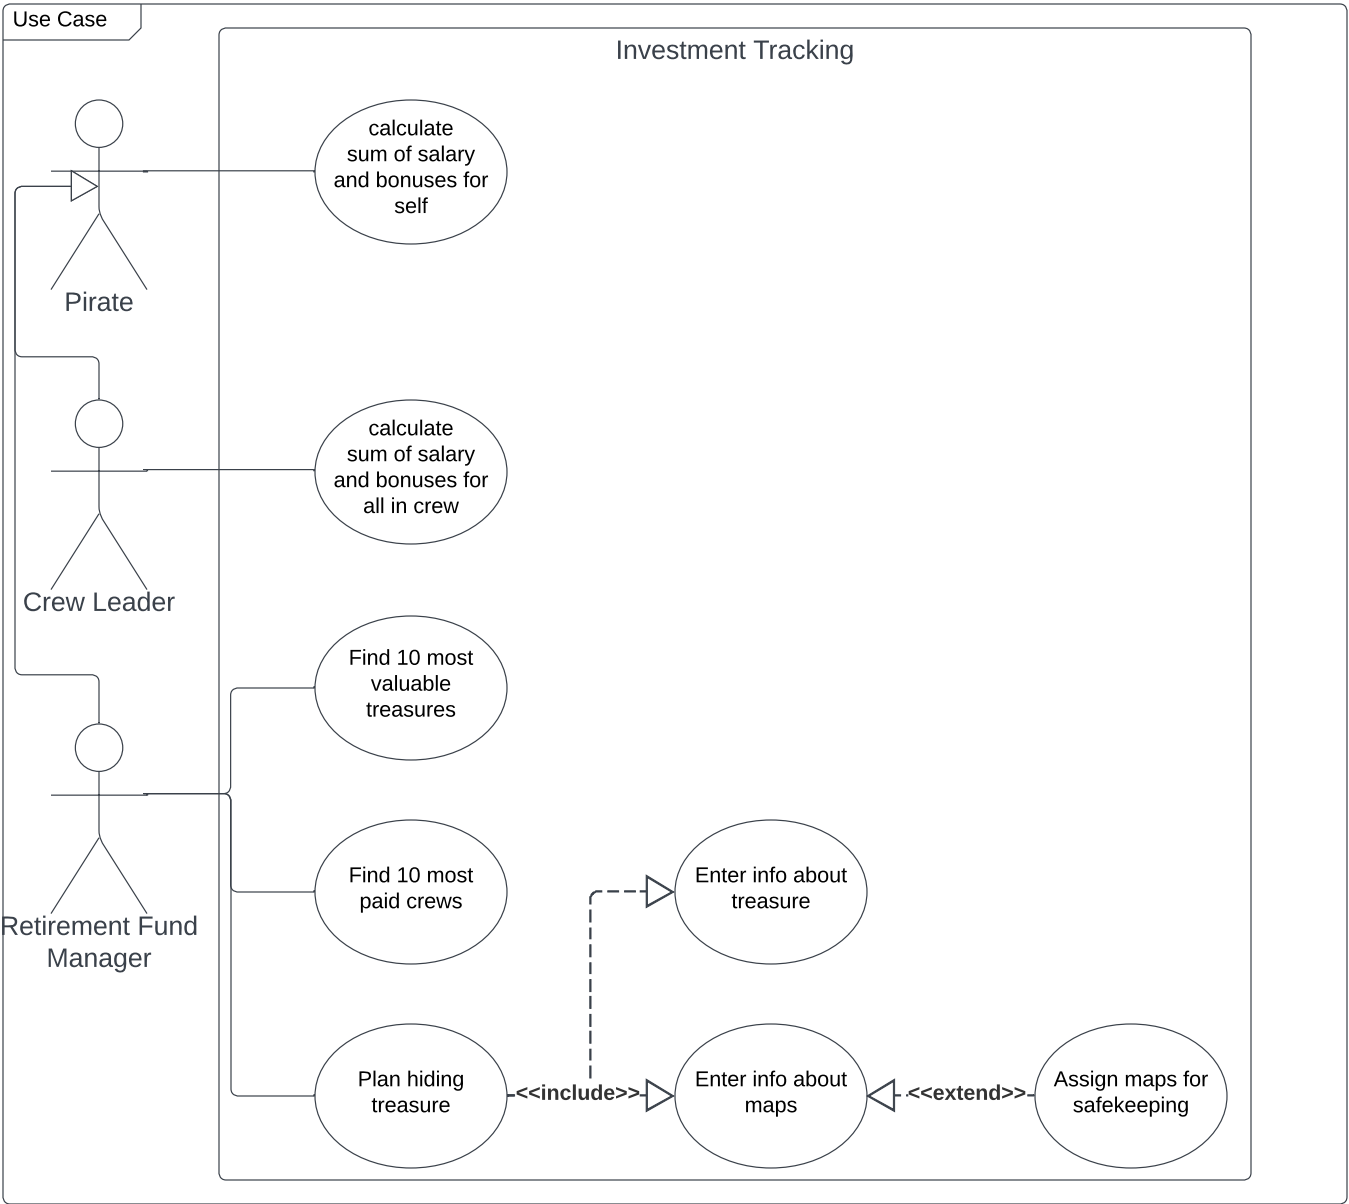 Use Case
Investment Tracking
calculate
sum of salary
and bonuses for
self
Pirate
calculate
sum of salary
and bonuses for
all in crew
Crew Leader
Find 10 most
valuable
treasures
Find 10 most
paid crews
Enter info about
treasure
Retirement Fund
Manager
Plan hiding
treasure
<<include>>
Enter info about
maps
<<extend>>
Assign maps for
safekeeping